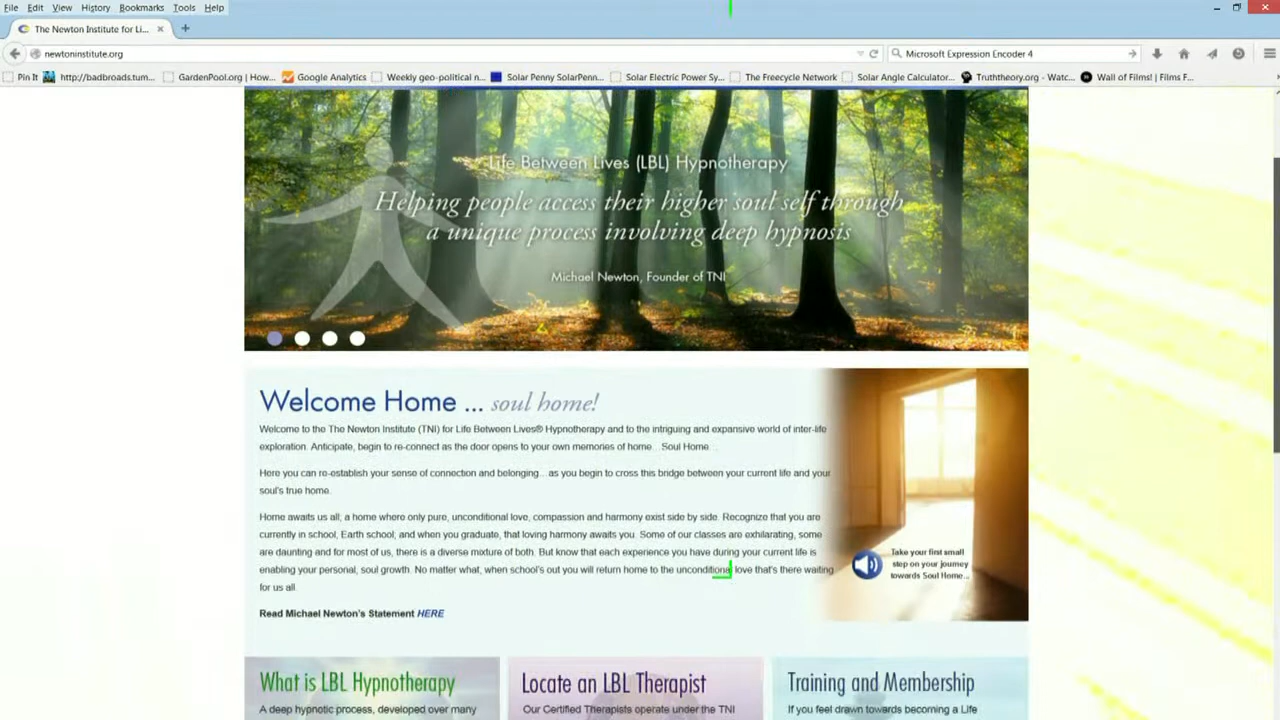 File Edit View History Bookmarks Tools Help
The Newton Institute for Li...
newtoninstitute.org
Microsoft Expression Encoder 4
Pin It http://badbroads.tum... GardenPool.org | How... Google Analytics Weekly geo-political n... Solar Penny SolarPenn... Solar Electric Power Sy... The Freecycle Network Solar Angle Calculator... Truththeory.org - Watc... Wall of Films! | Films F...
Life Between Lives (LBL) Hypnotherapy
Helping people access their higher soul self through
a unique process involving deep hypnosis
Michael Newton, Founder of TNI
Welcome Home ... soul home!
Welcome to the The Newton Institute (TNI) for Life Between Lives® Hypnotherapy and to the intriguing and expansive world of inter-life
exploration. Anticipate, begin to re-connect as the door opens to your own memories of home... Soul Home...
Here you can re-establish your sense of connection and belonging...as you begin to cross this bridge between your current life and your
soul's true home.
Home awaits us all, a home where only pure, unconditional love, compassion and harmony exist side by side. Recognize that you are
currently in school, Earth school, and when you graduate, that loving harmony awaits you. Some of our classes are exhilarating, some
are daunting and for most of us, there is a diverse mixture of both. But know that each experience you have during your current life is
enabling your personal, soul growth. No matter what, when school's out you will return home to the unconditional love that's there waiting
for us all.
Read Michael Newton's Statement HERE
Take your first small
step on your journey
towards Soul Home...
What is LBL Hypnotherapy
A deep hypnotic process, developed over many
Locate an LBL Therapist
Our Certified Therapists operate under the TNI
Training and Membership
If you feel drawn towards becoming a Life